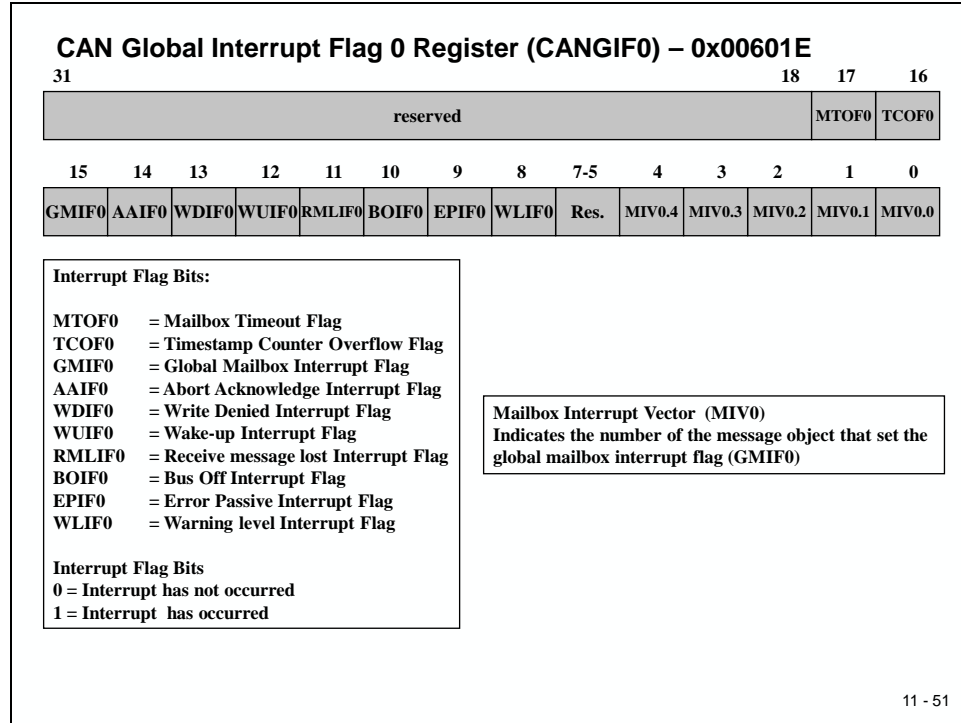 CAN Global Interrupt Flag 0 Register (CANGIF0) – 0x00601E
31 18 17 16
reserved MTOF0 TCOF0
15 14 13 12 11 10 9 8 7-5 4 3 2 1 0
GMIF0 AAIF0 WDIF0 WUIF0 RMLIF0 BOIF0 EPIF0 WLIF0 Res. MIV0.4 MIV0.3 MIV0.2 MIV0.1 MIV0.0
Interrupt Flag Bits:
MTOF0 = Mailbox Timeout Flag
TCOF0 = Timestamp Counter Overflow Flag
GMIF0 = Global Mailbox Interrupt Flag
AAIF0 = Abort Acknowledge Interrupt Flag
WDIF0 = Write Denied Interrupt Flag
WUIF0 = Wake-up Interrupt Flag
RMLIF0 = Receive message lost Interrupt Flag
BOIF0 = Bus Off Interrupt Flag
EPIF0 = Error Passive Interrupt Flag
WLIF0 = Warning level Interrupt Flag
Interrupt Flag Bits
0 = Interrupt has not occurred
1 = Interrupt has occurred
Mailbox Interrupt Vector (MIV0)
Indicates the number of the message object that set the
global mailbox interrupt flag (GMIF0)
11 - 51